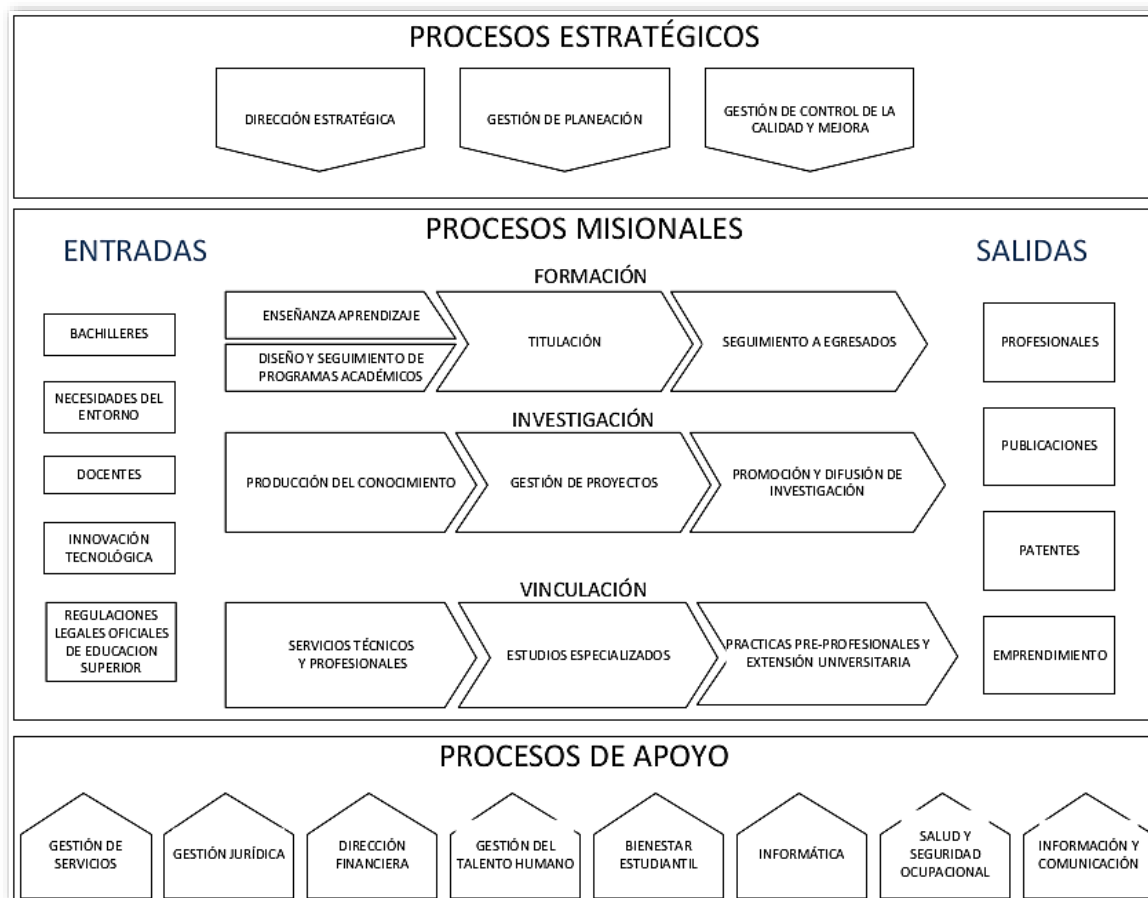 PROCESOS ESTRATÉGICOS
DIRECCIÓN ESTRATÉGICA
GESTIÓN DE PLANEACIÓN
GESTIÓN DE CONTROL DE LA
CALIDAD Y MEJORA
PROCESOS MISIONALES
ENTRADAS
SALIDAS
BACHILLERES
NECESIDADES DEL
ENTORNO
DOCENTES
INNOVACIÓN
TECNOLÓGICA
REGULACIONES
LEGALES OFICIALES
DE EDUCACION
SUPERIOR
FORMACIÓN
ENSEÑANZA APRENDIZAJE
DISEÑO Y SEGUIMIENTO DE
PROGRAMAS ACADÉMICOS
TITULACIÓN
SEGUIMIENTO A EGRESADOS
INVESTIGACIÓN
PRODUCCIÓN DEL CONOCIMIENTO
GESTIÓN DE PROYECTOS
PROMOCIÓN Y DIFUSIÓN DE
INVESTIGACIÓN
VINCULACIÓN
SERVICIOS TÉCNICOS
Y PROFESIONALES
ESTUDIOS ESPECIALIZADOS
PRACTICAS PRE-PROFESIONALES Y
EXTENSIÓN UNIVERSITARIA
PROFESIONALES
PUBLICACIONES
PATENTES
EMPRENDIMIENTO
PROCESOS DE APOYO
GESTIÓN DE
SERVICIOS
GESTIÓN JURÍDICA
DIRECCIÓN
FINANCIERA
GESTIÓN DEL
TALENTO HUMANO
BIENESTAR
ESTUDIANTIL
INFORMÁTICA
SALUD Y
SEGURIDAD
OCUPACIONAL
INFORMACIÓN Y
COMUNICACIÓN